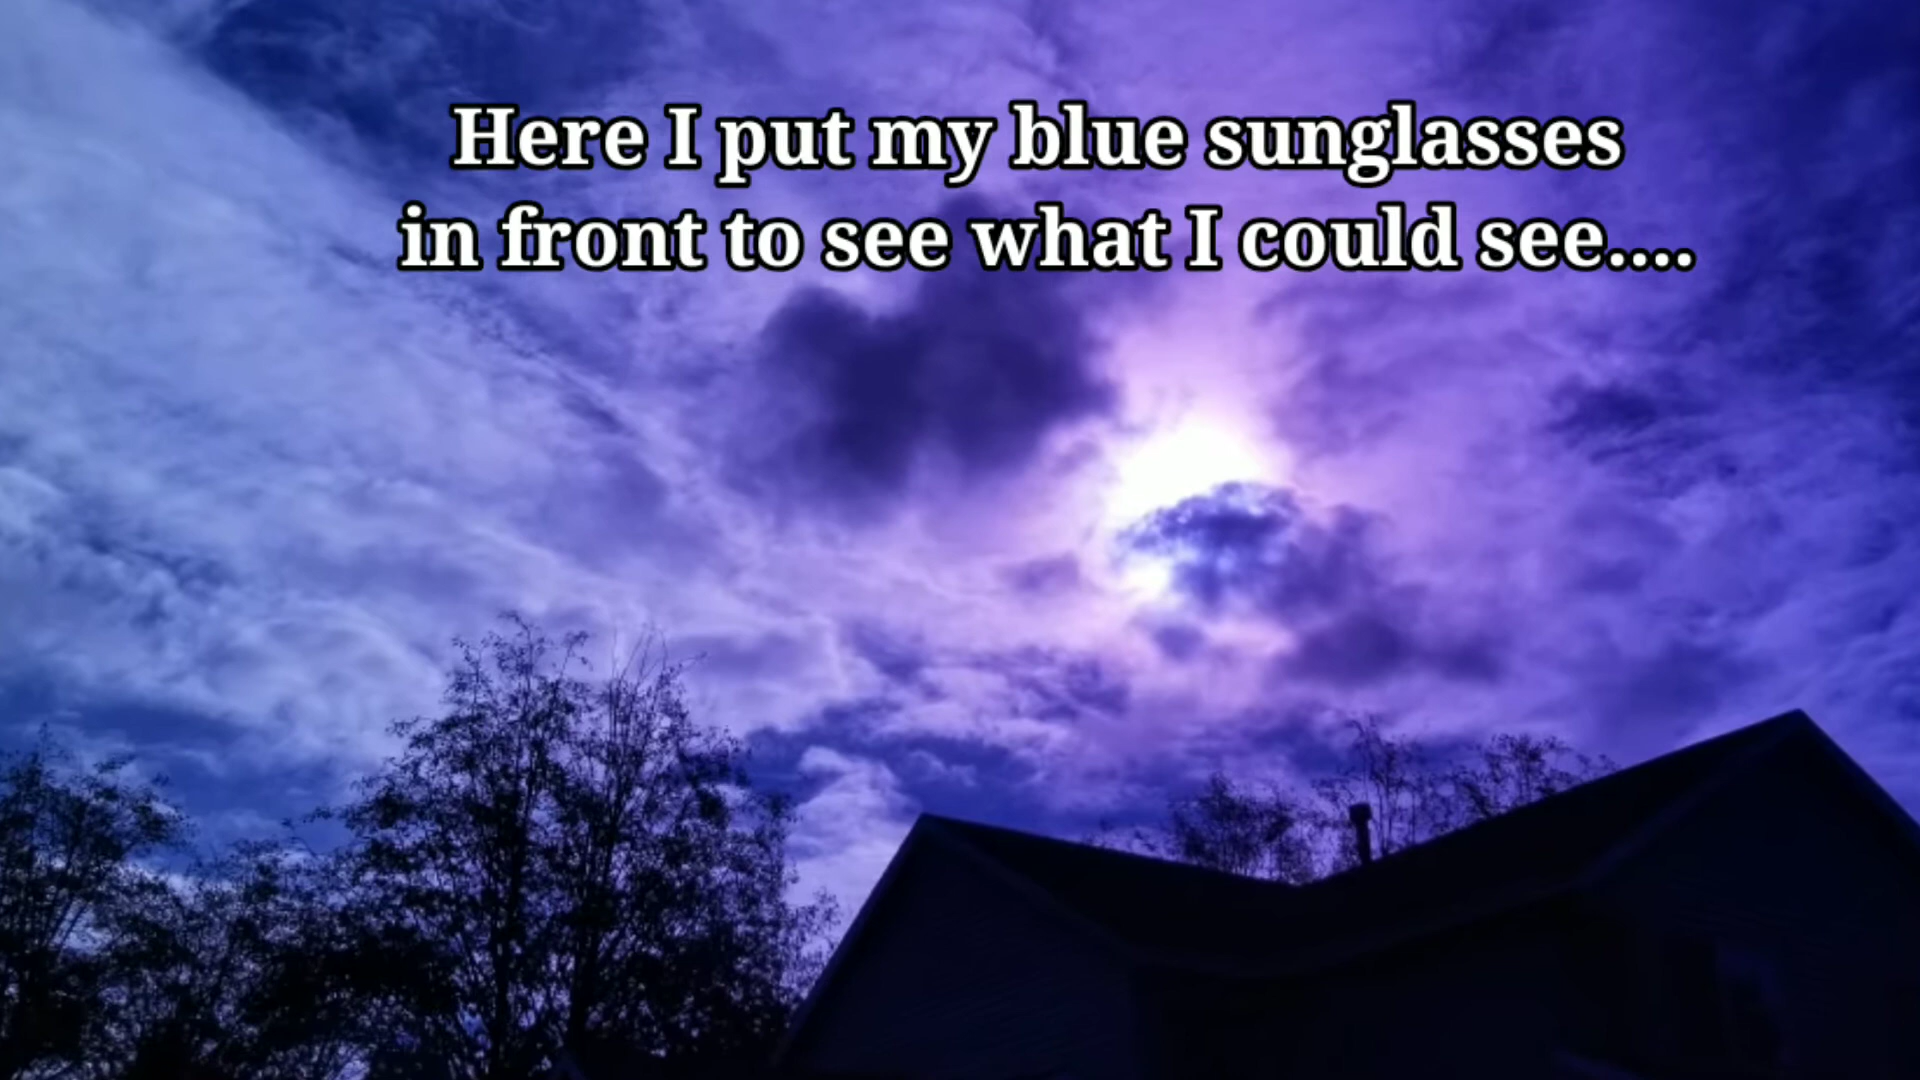 Here I put my blue sunglasses
in front to see what I could see....